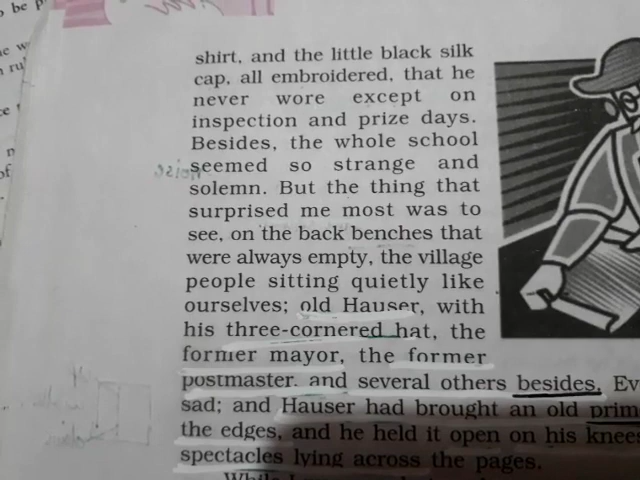 shirt, and the little black silk
cap, all embroidered, that he
never wore except on
inspection and prize days.
Besides, the whole school
seemed so strange and
solemn. But the thing that
surprised me most was to
see, on the back benches that
were always empty, the village
people sitting quietly like
ourselves; old Hauser, with
his three-cornered hat, the
former mayor, the former
postmaster. and several others besides. Ev
sad; and Hauser had brought an old prim
the edges, and he held it open on his knees
spectacles lying across the pages.